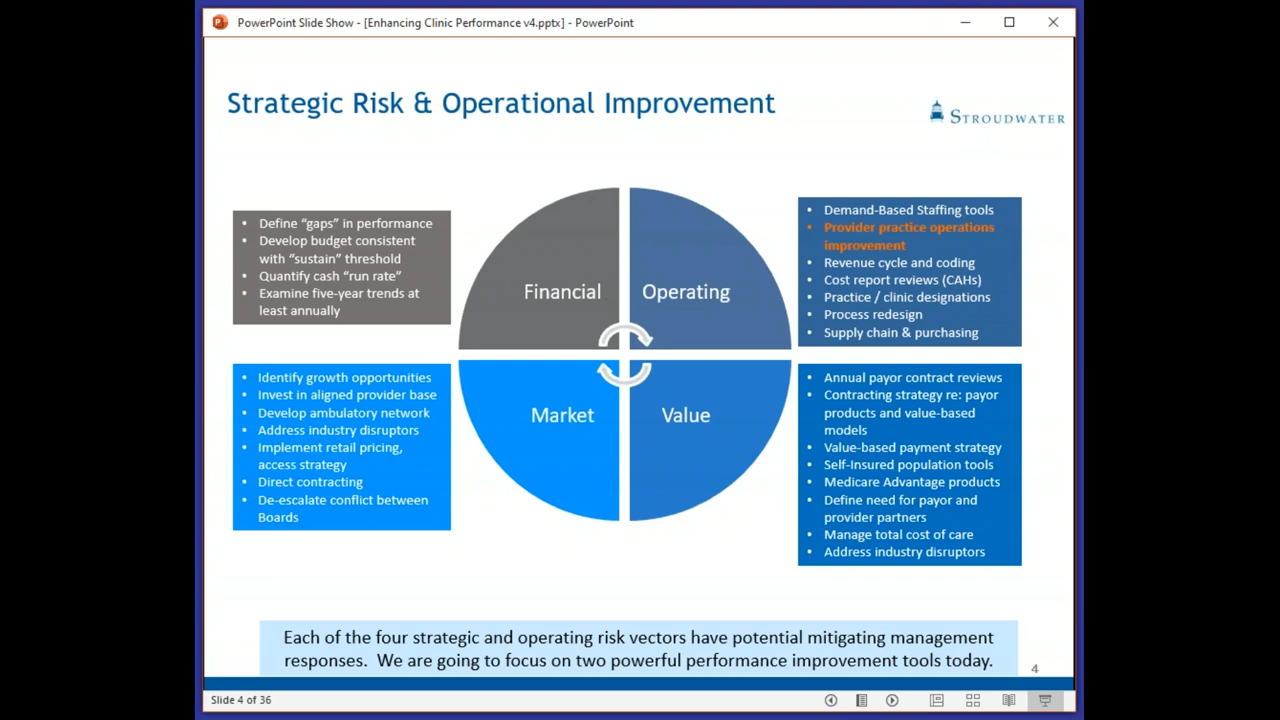 PowerPoint Slide Show - [Enhancing Clinic Performance v4.pptx] - PowerPoint
Strategic Risk & Operational Improvement
STROUDWATER
• Define “gaps” in performance
• Develop budget consistent
with “sustain” threshold
• Quantify cash “run rate”
• Examine five-year trends at
least annually
Financial
Operating
• Demand-Based Staffing tools
• Provider practice operations
improvement
• Revenue cycle and coding
• Cost report reviews (CAHs)
• Practice / clinic designations
• Process redesign
• Supply chain & purchasing
• Identify growth opportunities
• Invest in aligned provider base
• Develop ambulatory network
• Address industry disruptors
• Implement retail pricing,
access strategy
• Direct contracting
• De-escalate conflict between
Boards
Market
Value
• Annual payor contract reviews
• Contracting strategy re: payor
products and value-based
models
• Value-based payment strategy
• Self-Insured population tools
• Medicare Advantage products
• Define need for payor and
provider partners
• Manage total cost of care
• Address industry disruptors
Each of the four strategic and operating risk vectors have potential mitigating management
responses. We are going to focus on two powerful performance improvement tools today.
4
Slide 4 of 36